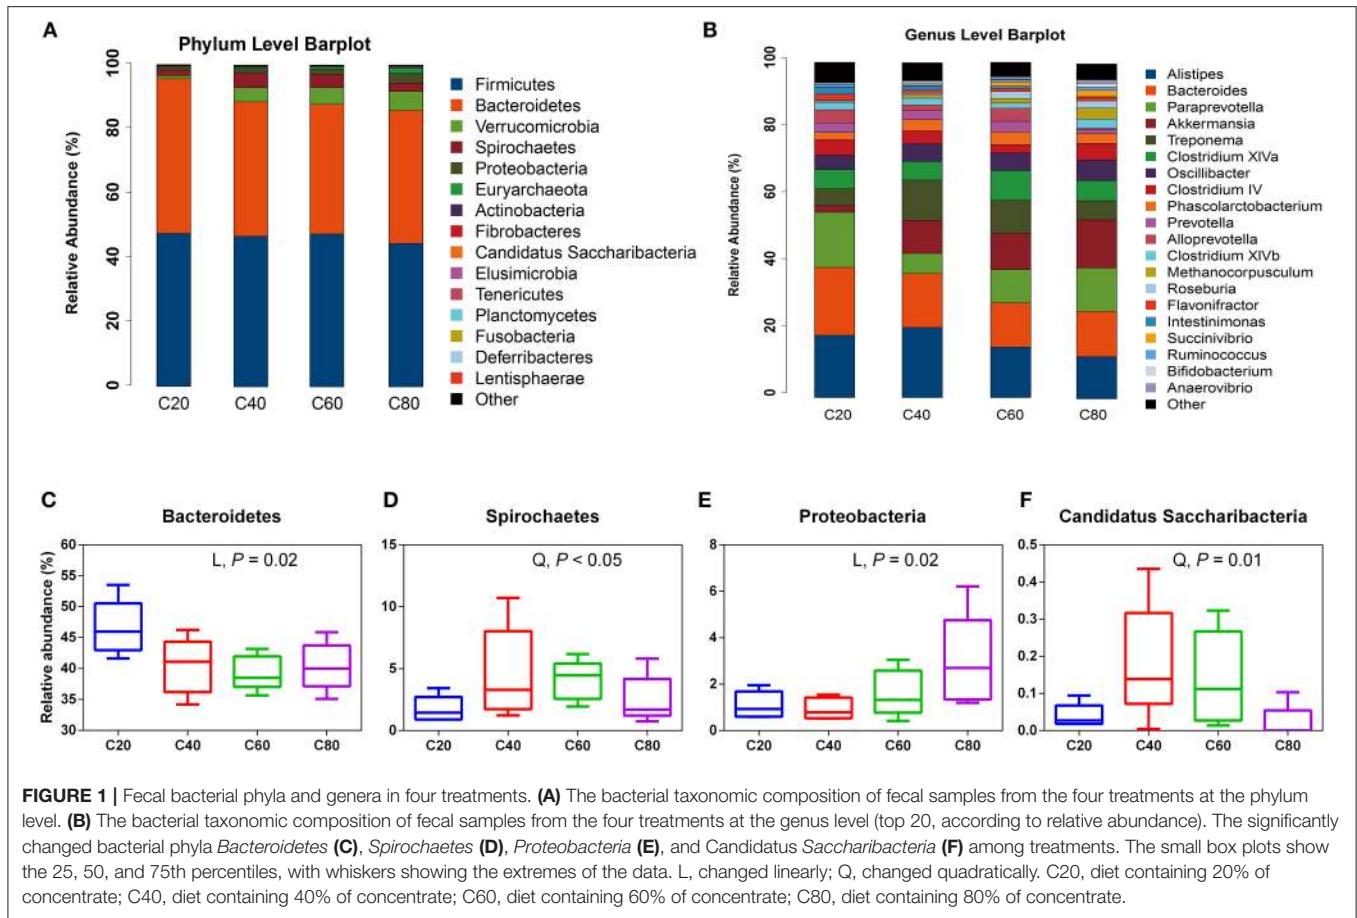 A
Phylum Level Barplot
Relative Abundance (%)
100
80
60
40
20
0
C20 C40 C60 C80
Firmicutes
Bacteroidetes
Verrucomicrobia
Spirochaetes
Proteobacteria
Euryarchaeota
Actinobacteria
Fibrobacteres
Candidatus Saccharibacteria
Elusimicrobia
Tenericutes
Planctomycetes
Fusobacteria
Deferribacteres
Lentisphaerae
Other
B
Genus Level Barplot
Relative Abundance (%)
100
80
60
40
20
0
C20 C40 C60 C80
Alistipes
Bacteroides
Paraprevotella
Akkermansia
Treponema
Clostridium XIVa
Oscillibacter
Clostridium IV
Phascolarctobacterium
Prevotella
Alloprevotella
Clostridium XIVb
Methanocorpusculum
Roseburia
Flavonifractor
Intestinimonas
Succinivibrio
Ruminococcus
Bifidobacterium
Anaerovibrio
Other
C
Bacteroidetes
Relative abundance (%)
L, P = 0.02
60
55
50
45
40
35
30
C20 C40 C60 C80
D
Spirochaetes
Q, P < 0.05
15
10
5
0
C20 C40 C60 C80
E
Proteobacteria
L, P = 0.02
8
6
4
2
0
C20 C40 C60 C80
F
Candidatus Saccharibacteria
Q, P = 0.01
0.5
0.4
0.3
0.2
0.1
0.0
C20 C40 C60 C80
FIGURE 1 | Fecal bacterial phyla and genera in four treatments. (A) The bacterial taxonomic composition of fecal samples from the four treatments at the phylum
level. (B) The bacterial taxonomic composition of fecal samples from the four treatments at the genus level (top 20, according to relative abundance). The significantly
changed bacterial phyla Bacteroidetes (C), Spirochaetes (D), Proteobacteria (E), and Candidatus Saccharibacteria (F) among treatments. The small box plots show
the 25, 50, and 75th percentiles, with whiskers showing the extremes of the data. L, changed linearly; Q, changed quadratically. C20, diet containing 20% of
concentrate; C40, diet containing 40% of concentrate; C60, diet containing 60% of concentrate; C80, diet containing 80% of concentrate.